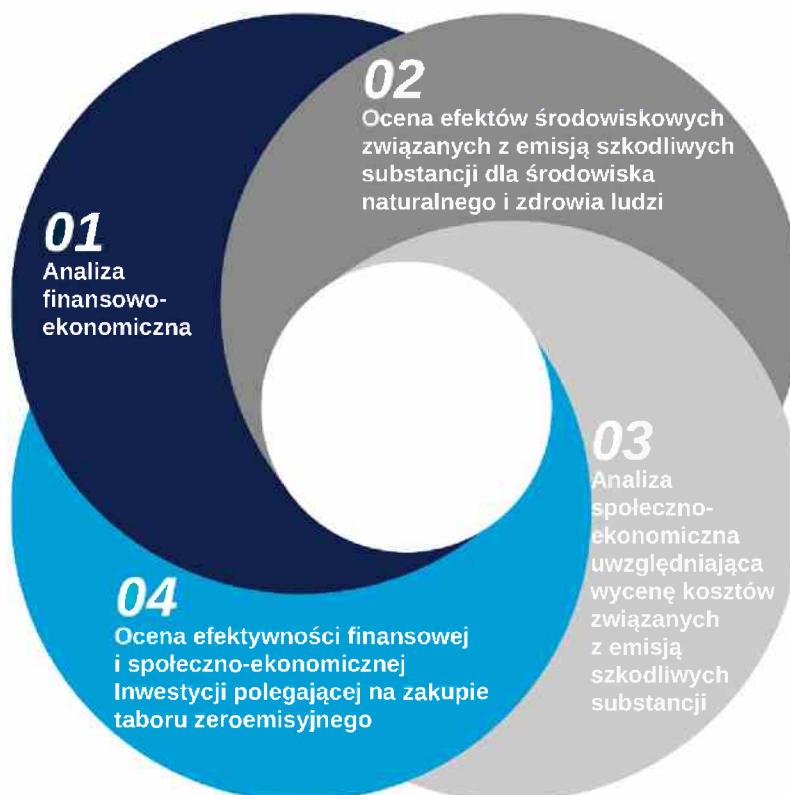 01
Analiza
finansowo-
ekonomiczna
02
Ocena efektów środowiskowych
związanych z emisją szkodliwych
substancji dla środowiska
naturalnego i zdrowia ludzi
03
Analiza
społeczno-
ekonomiczna
uwzględniająca
wycenę kosztów
związanych
z emisją
szkodliwych
substancji
04
Ocena efektywności finansowej
i społeczno-ekonomicznej
Inwestycji polegającej na zakupie
taboru zeroemisyjnego